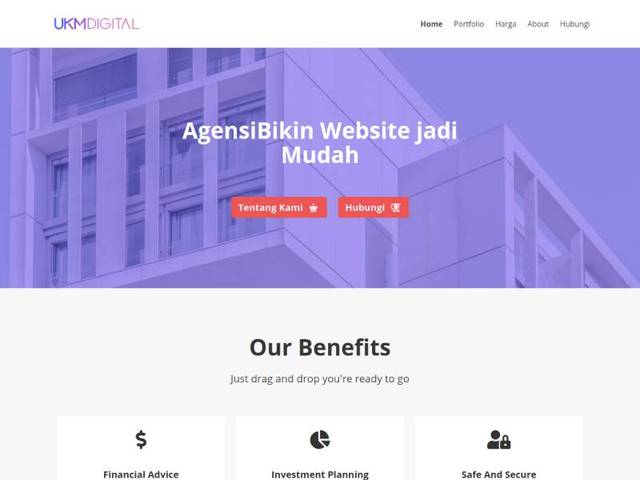 UKMDIGITAL
Home Portfolio Harga About Hubungi
AgensiBikin Website jadi
Mudah
Tentang Kami
Hubungi
Our Benefits
Just drag and drop you're ready to go
Financial Advice
Investment Planning
Safe And Secure